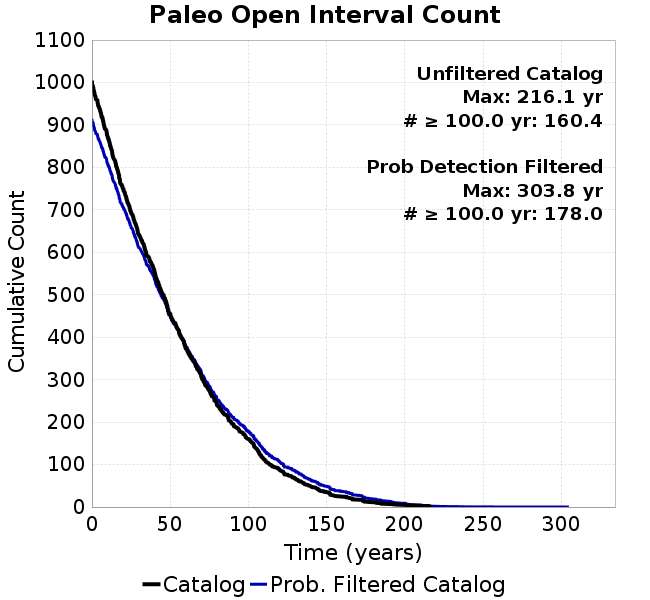 Paleo Open Interval Count
1100
1000
900
800
700
600
500
400
300
200
100
0
Cumulative Count
Unfiltered Catalog
Max: 216.1 yr
# ≥ 100.0 yr: 160.4
Prob Detection Filtered
Max: 303.8 yr
# ≥ 100.0 yr: 178.0
0 50 100 150 200 250 300
Time (years)
Catalog Prob. Filtered Catalog